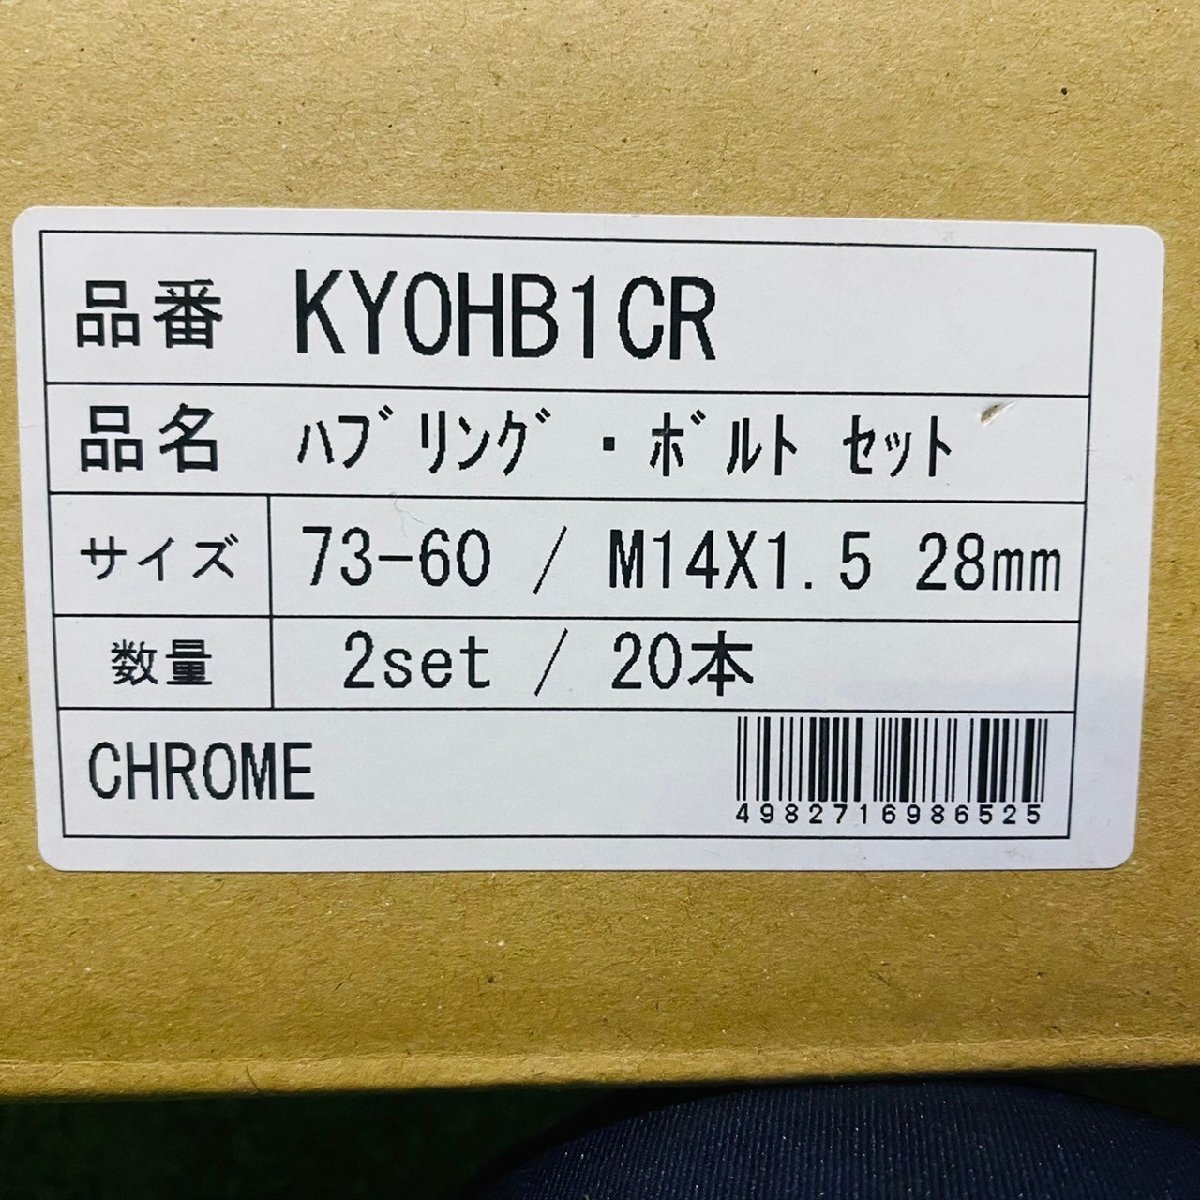 品番 KYOHB1CR
品名 ﾊﾌﾞﾘﾝｸﾞ・ﾎﾞﾙﾄ ｾｯﾄ
サイズ 73-60 / M14X1.5 28mm
数量 2set / 20本
CHROME
4982716986525